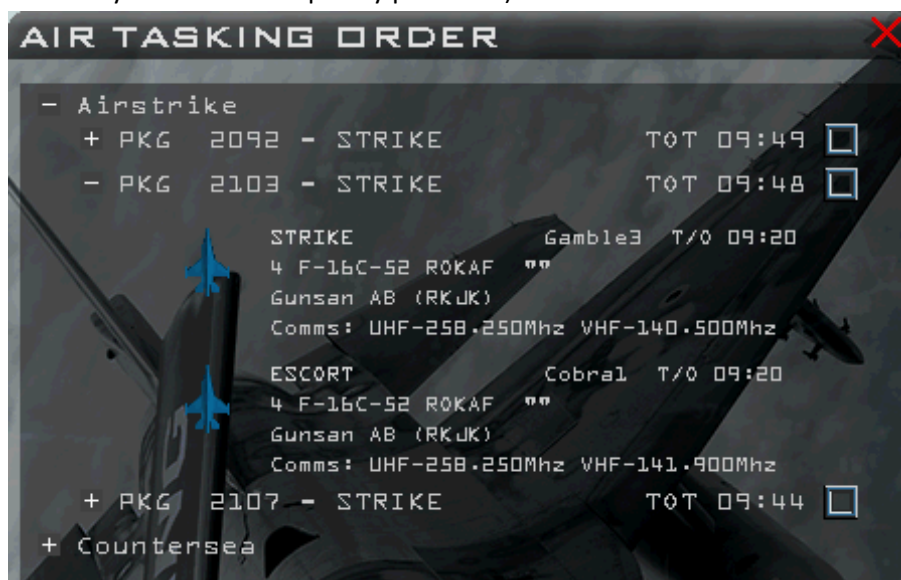 AIR TASKING ORDER
- Airstrike
+ PKG 2092 - STRIKE TOT 09:49
- PKG 2103 - STRIKE TOT 09:48
STRIKE Gamble3 T/O 09:20
4 F-16C-52 ROKAF ""
Gunsan AB (RKJK)
Comms: UHF-258.250Mhz VHF-140.500Mhz
ESCORT Cobra1 T/O 09:20
4 F-16C-52 ROKAF ""
Gunsan AB (RKJK)
Comms: UHF-258.250Mhz VHF-141.900Mhz
+ PKG 2107 - STRIKE TOT 09:44
+ Countersea